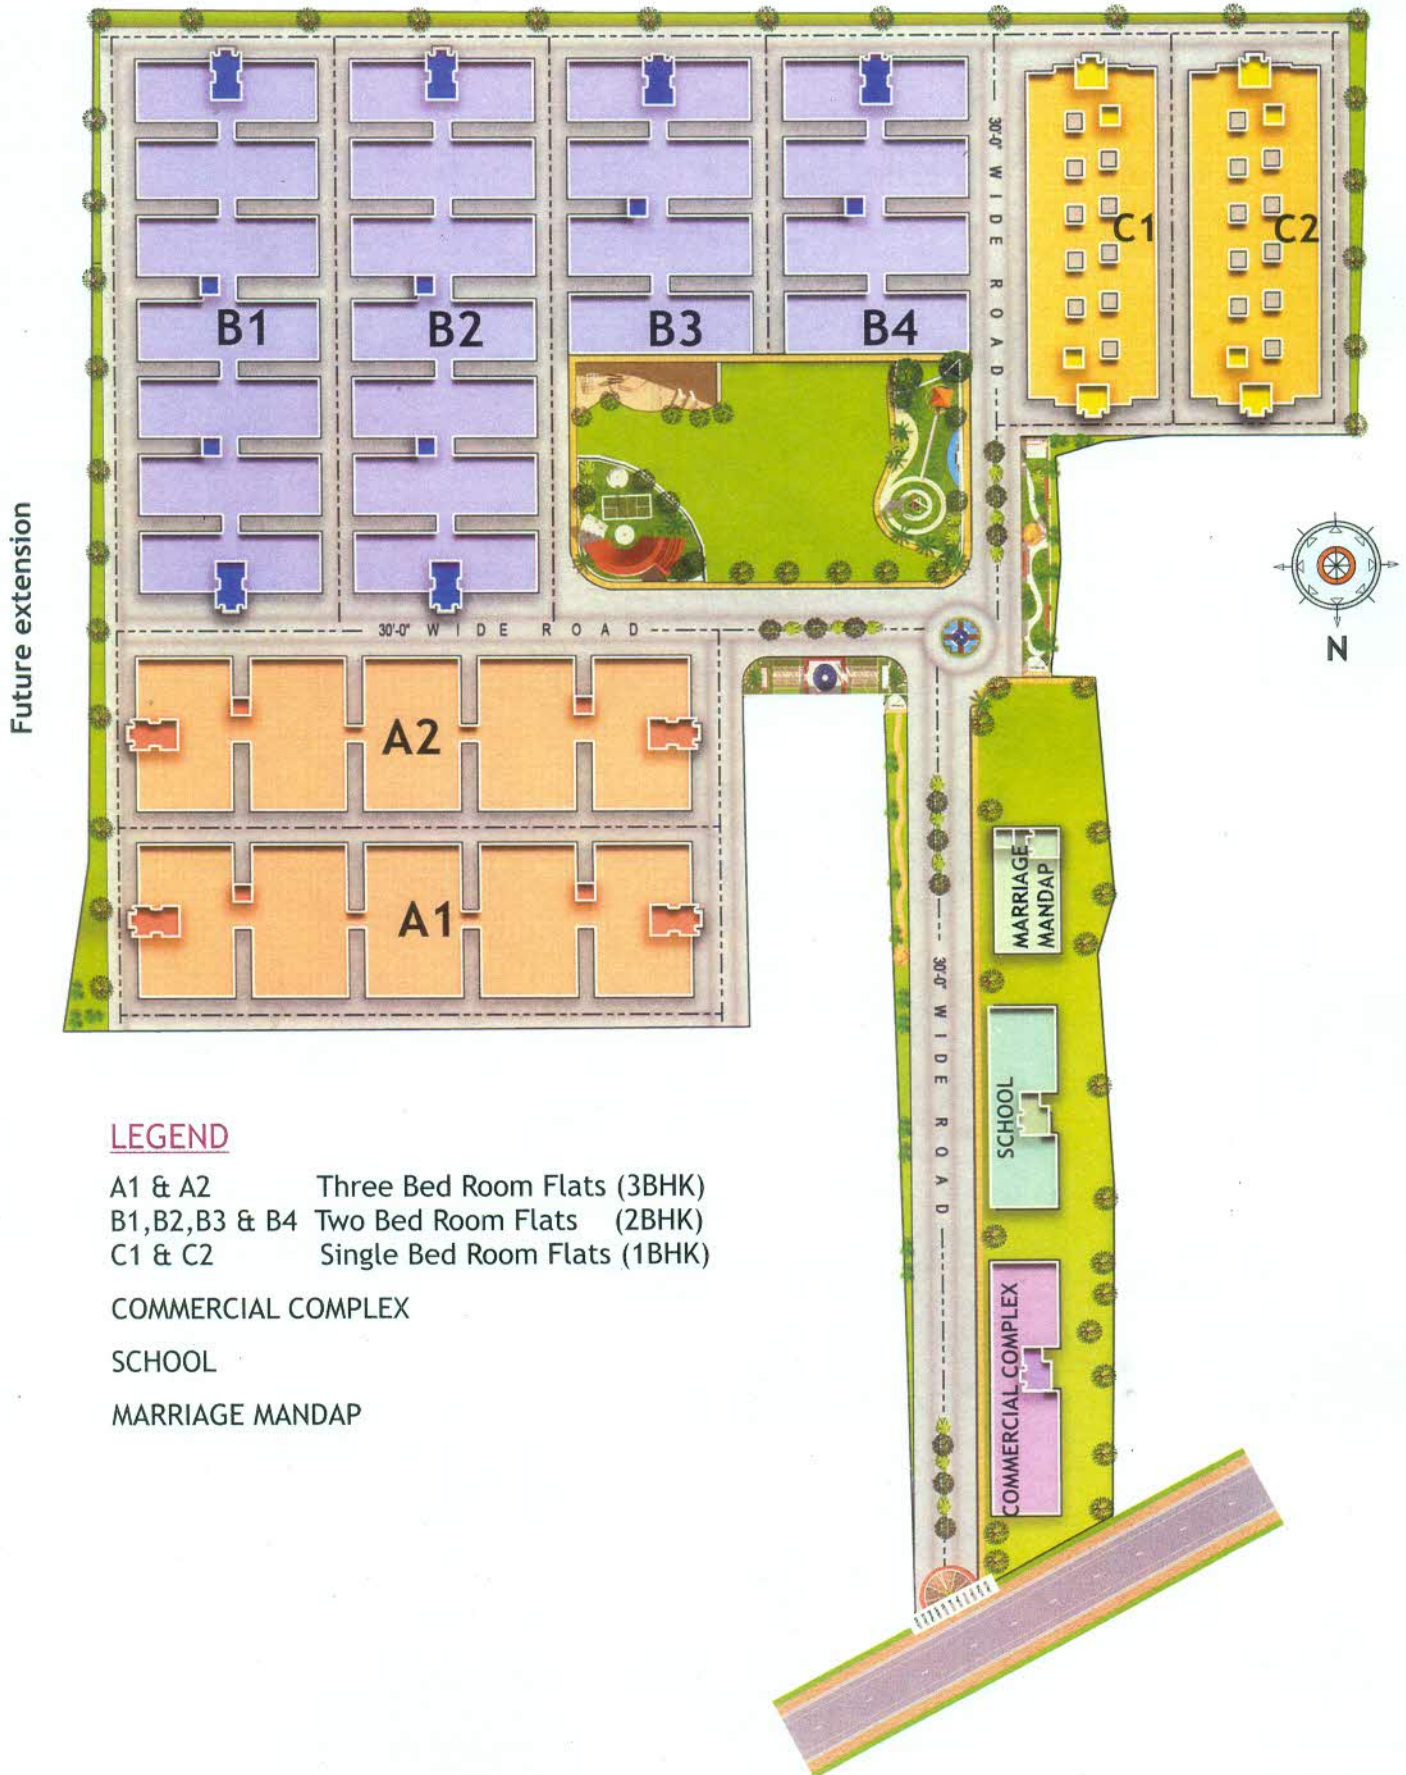 30'-0" WIDE ROAD
C1
C2
B1
B2
B3
B4
Future extension
30'-0" WIDE ROAD
N
A2
A1
MARRIAGE
MANDAP
30'-0" WIDE ROAD
SCHOOL
COMMERCIAL COMPLEX
LEGEND
A1 & A2 Three Bed Room Flats (3BHK)
B1,B2,B3 & B4 Two Bed Room Flats (2BHK)
C1 & C2 Single Bed Room Flats (1BHK)
COMMERCIAL COMPLEX
SCHOOL
MARRIAGE MANDAP